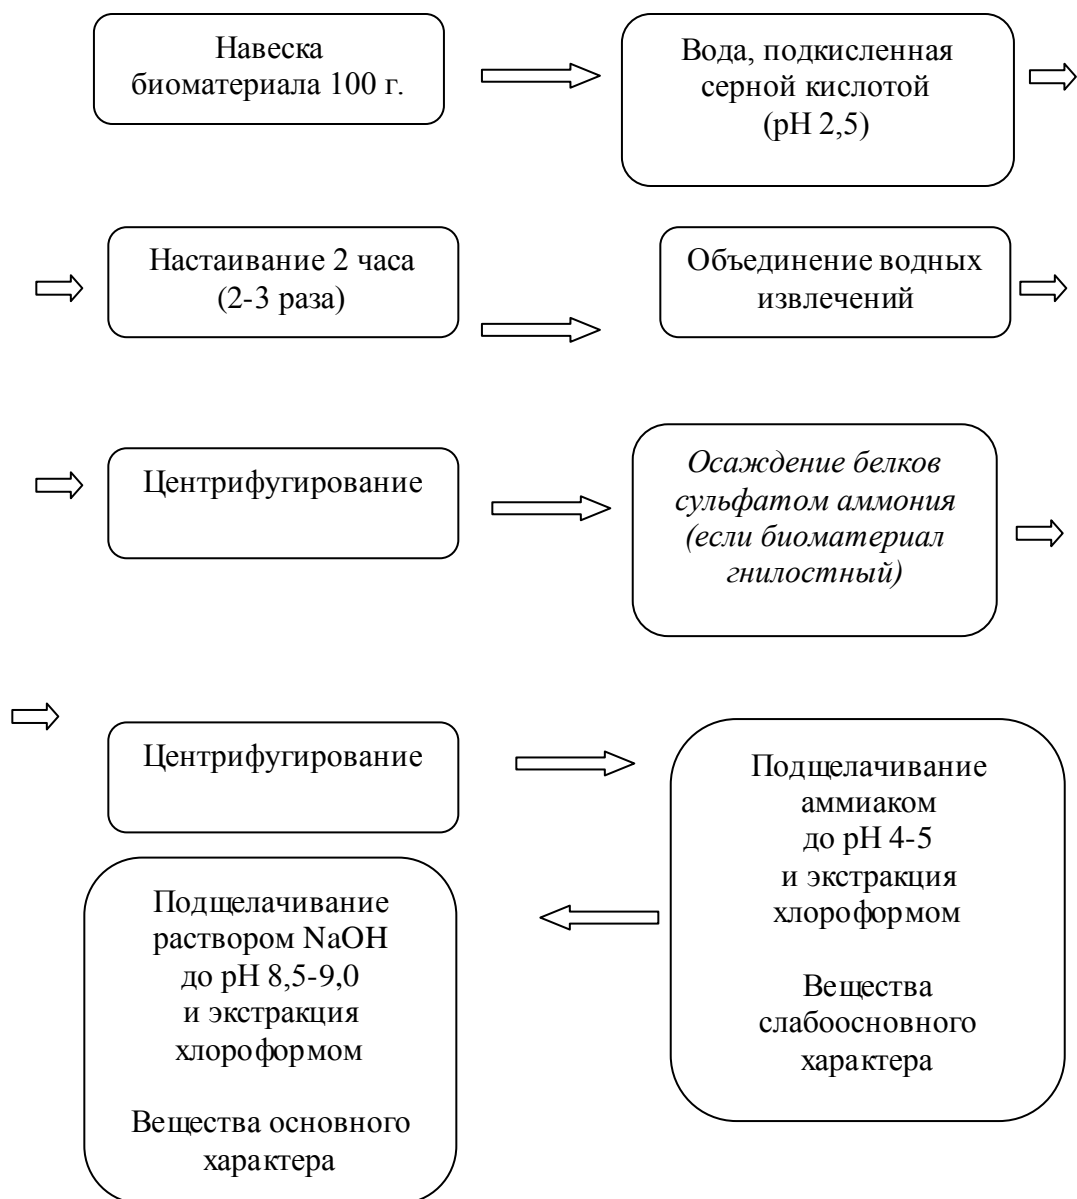 Навеска
биоматериала 100 г.
Вода, подкисленная
серной кислотой
(pH 2,5)
Настаивание 2 часа
(2-3 раза)
Объединение водных
извлечений
Центрифугирование
Осаждение белков
сульфатом аммония
(если биоматериал
гнилостный)
Центрифугирование
Подщелачивание
аммиаком
до pH 4-5
и экстракция
хлороформом
Вещества
слабоосновного
характера
Подщелачивание
раствором NaOH
до pH 8,5-9,0
и экстракция
хлороформом
Вещества основного
характера